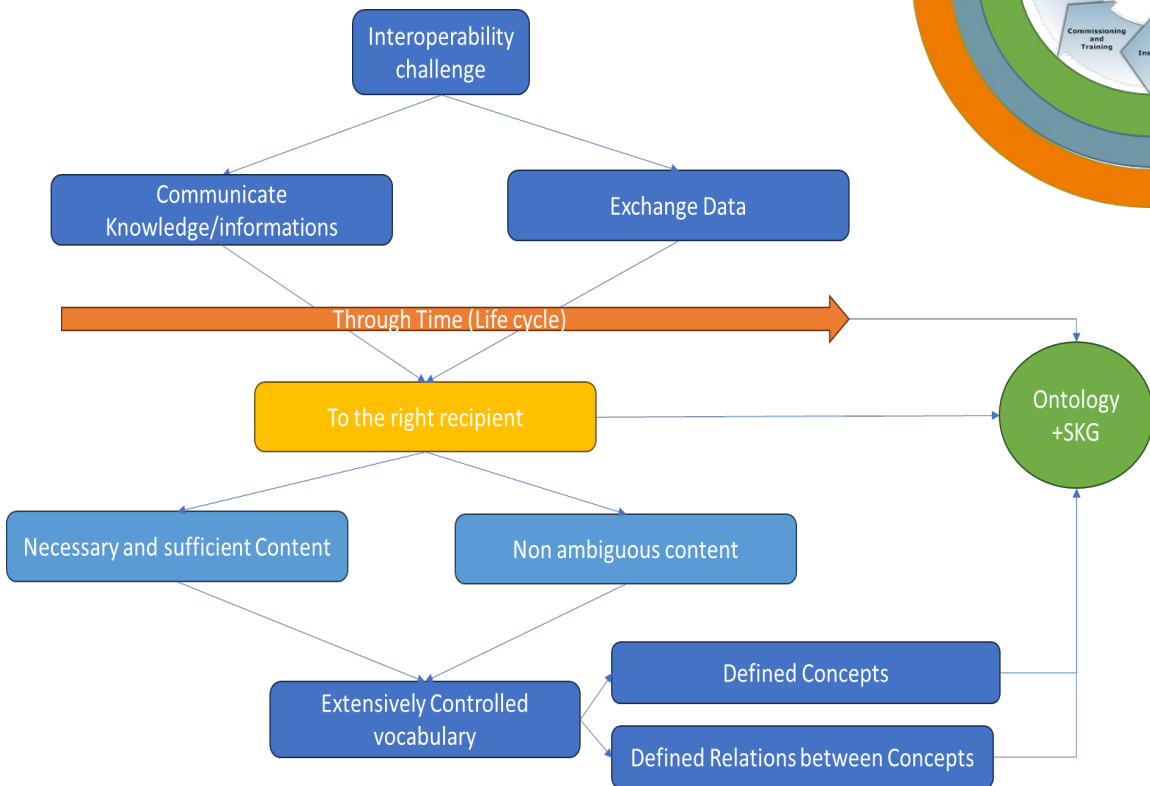 Interoperability
challenge
Commissioning
and
Training
Communicate
Knowledge/informations
Exchange Data
Through Time (Life cycle)
To the right recipient
Ontology
+SKG
Necessary and sufficient Content
Non ambiguous content
Defined Concepts
Extensively Controlled
vocabulary
Defined Relations between Concepts